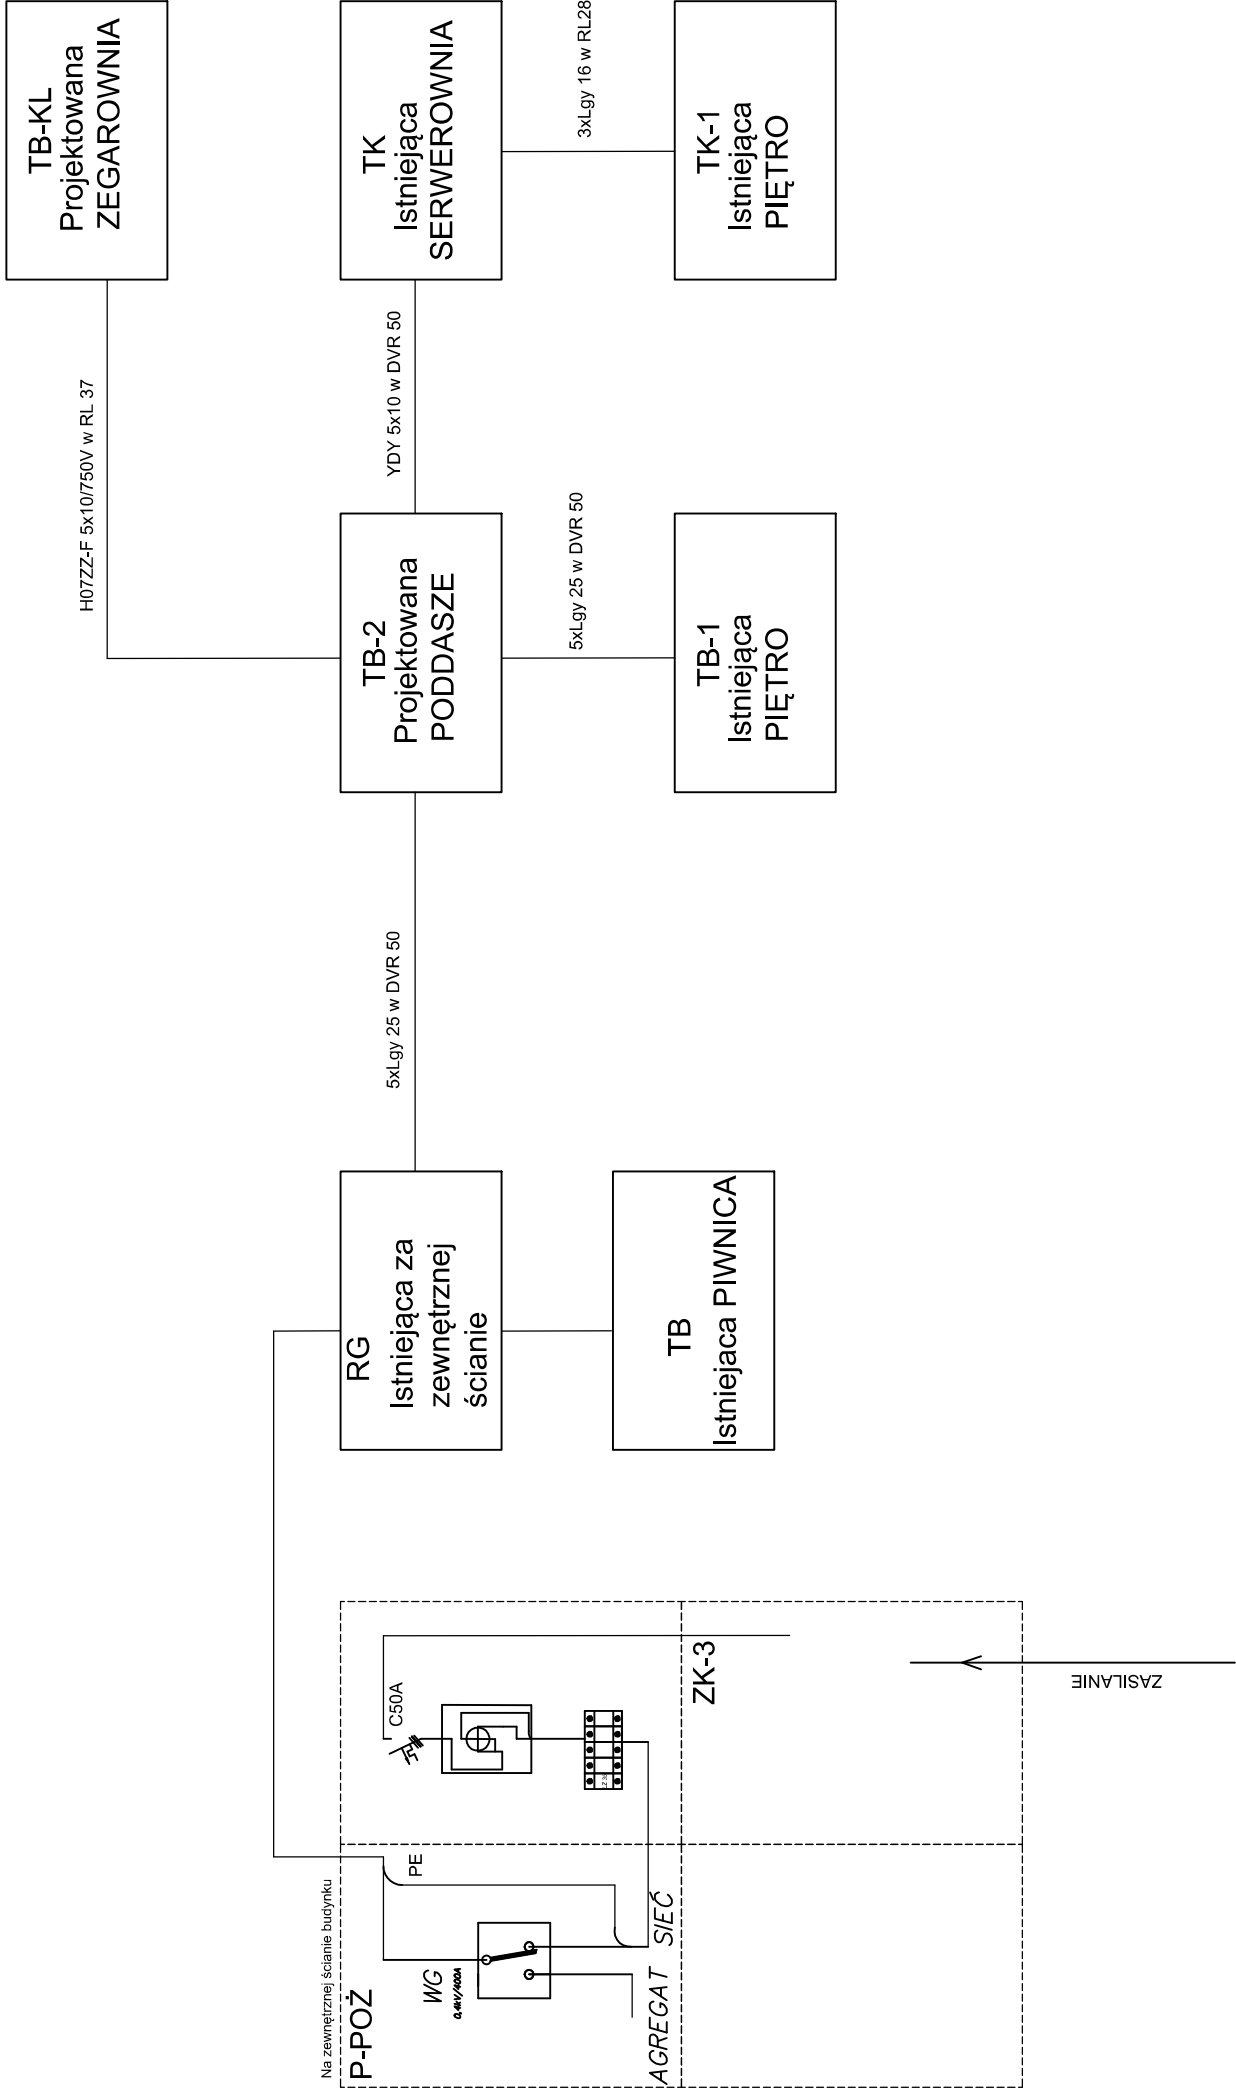 TB-KL
Projektowana
ZEGAROWNIA
TK
Istniejąca
SERWEROWNIA
3xLgy 16 w RL28
TK-1
Istniejąca
PIĘTRO
H07ZZ-F 5x10/750V w RL 37
YDY 5x10 w DVR 50
TB-2
Projektowana
PODDASZE
5xLgy 25 w DVR 50
TB-1
Istniejąca
PIĘTRO
5xLgy 25 w DVR 50
RG
Istniejąca za
zewnętrznej
ścianie
TB
Istniejaca PIWNICA
C50A
ZK-3
ZASILANIE
Na zewnętrznej ścianie budynku
P-POŻ
PE
WG
0,4kV/400A
SIEĆ
AGREGAT